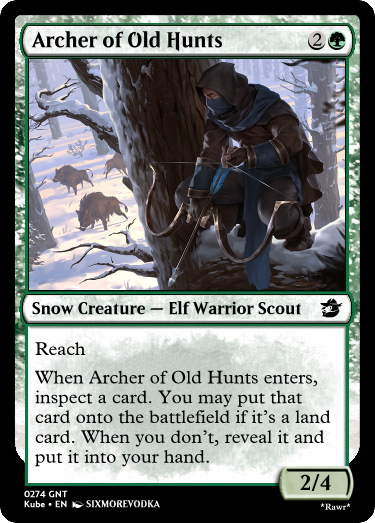 Archer of Old Hunts 2
Snow Creature — Elf Warrior Scout
Reach
When Archer of Old Hunts enters,
inspect a card. You may put that
card onto the battlefield if it's a land
card. When you don't, reveal it and
put it into your hand.
2/4
0274 GNT
Kube • EN SIXMOREVODKA
*Rawr*